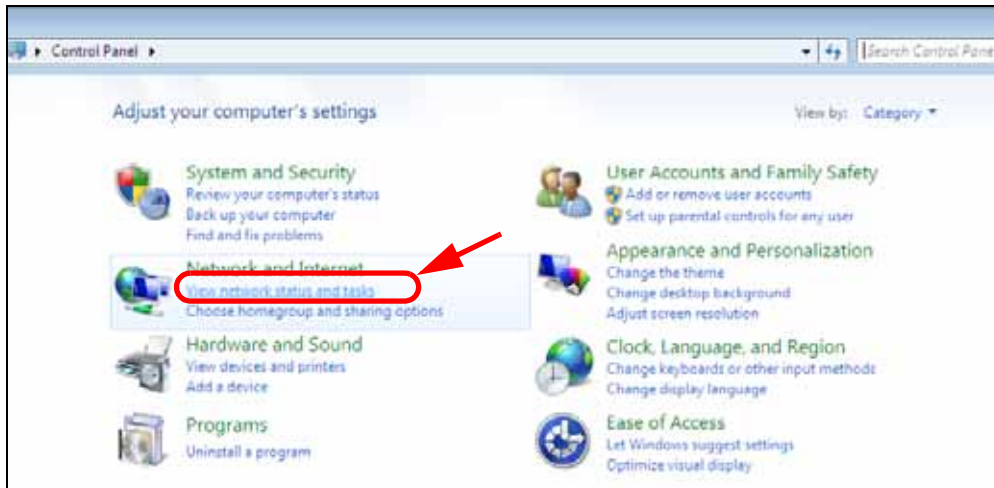 Control Panel
Search Control Pane
Adjust your computer's settings
View by: Category
System and Security
Review your computer's status
Back up your computer
Find and fix problems
Network and Internet
View network status and tasks
Choose homegroup and sharing options
Hardware and Sound
View devices and printers
Add a device
Programs
Uninstall a program
User Accounts and Family Safety
Add or remove user accounts
Set up parental controls for any user
Appearance and Personalization
Change the theme
Change desktop background
Adjust screen resolution
Clock, Language, and Region
Change keyboards or other input methods
Change display language
Ease of Access
Let Windows suggest settings
Optimize visual display